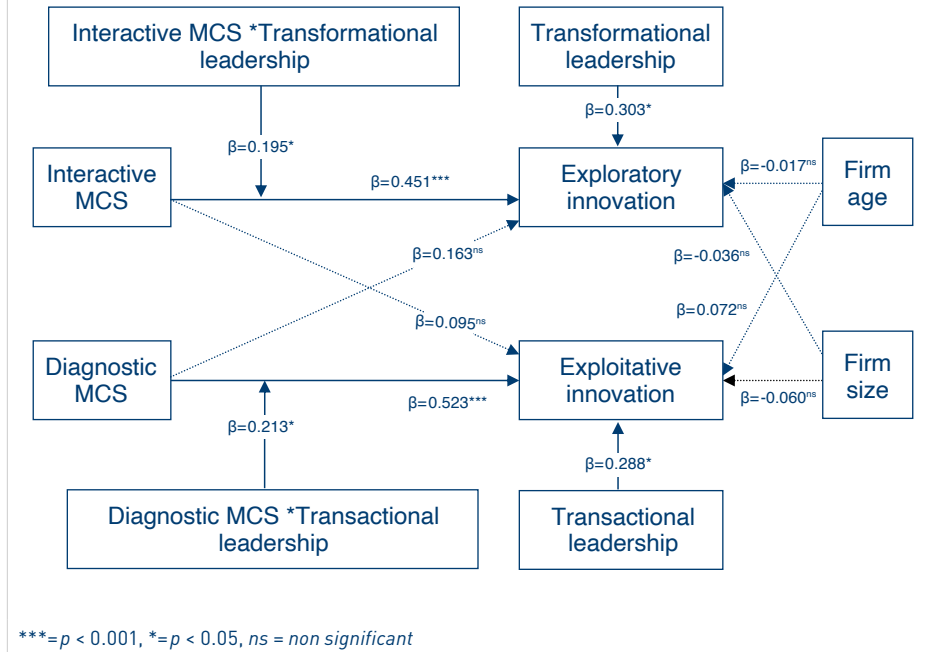 Interactive MCS *Transformational
leadership
Transformational
leadership
β=0.303*
β=0.195*
Interactive
MCS
β=0.451***
Exploratory
innovation
β=-0.017ns
Firm
age
β=0.163ns
β=-0.036ns
β=0.095ns
β=0.072ns
Diagnostic
MCS
β=0.523***
Exploitative
innovation
β=-0.060ns
Firm
size
β=0.213*
β=0.288*
Diagnostic MCS *Transactional
leadership
Transactional
leadership
***=p < 0.001, *=p < 0.05, ns = non significant